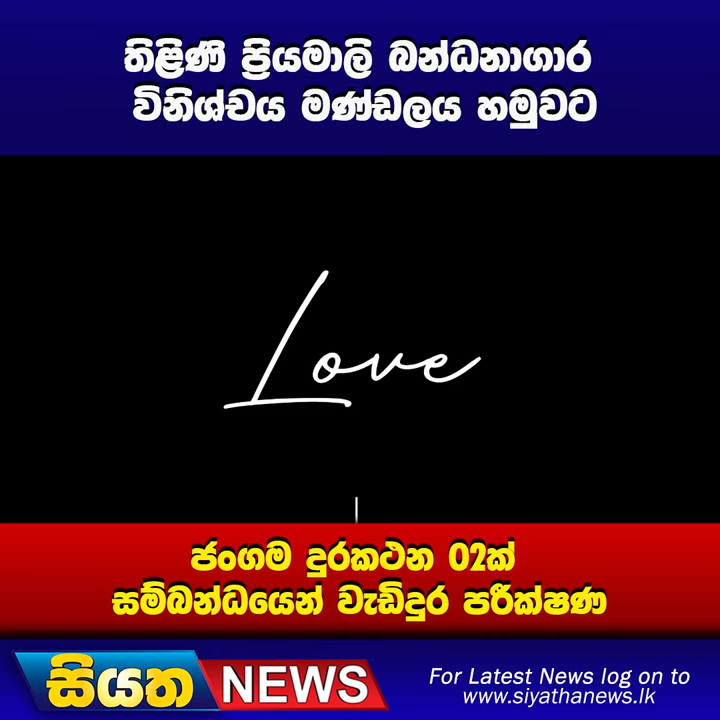 තිළිණි ප්‍රියමාලි බන්ධනාගාර
විනිශ්චය මණ්ඩලය හමුවට
Love
ජංගම දුරකථන 02ක්
සම්බන්ධයෙන් වැඩිදුර පරීක්ෂණ
සියත NEWS
For Latest News log on to
www.siyathanews.lk